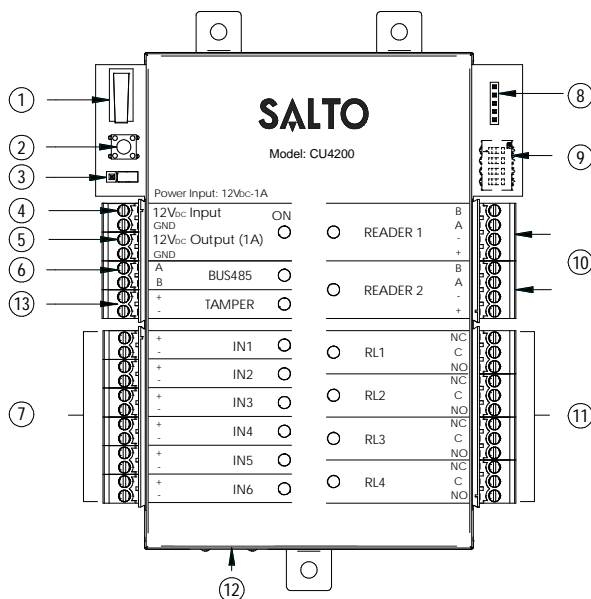 SALTO
Model: CU4200
Power Input: 12VDC-1A
1
2
3
4
5
6
13
7
8
9
10
11
12
12VDC Input
GND
12VDC Output (1A)
GND
ON
A
B
BUS485
+
-
TAMPER
+
-
IN1
+
-
IN2
+
-
IN3
+
-
IN4
+
-
IN5
+
-
IN6
READER 1
B
A
-
+
READER 2
B
A
-
+
RL1
NC
C
NO
RL2
NC
C
NO
RL3
NC
C
NO
RL4
NC
C
NO